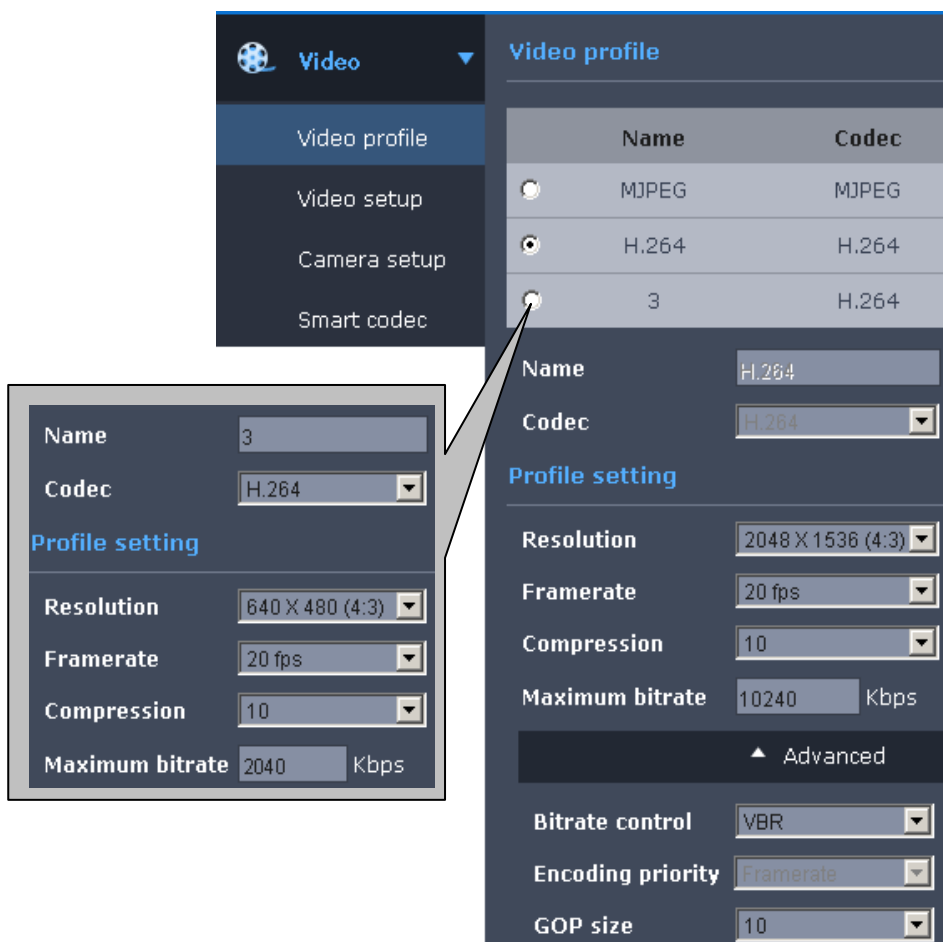 Video
Video profile
Video setup
Camera setup
Smart codec
Video profile
Name Codec
MJPEG MJPEG
H.264 H.264
3 H.264
Name H.264
Codec H.264
Profile setting
Resolution 2048 X 1536 (4:3)
Framerate 20 fps
Compression 10
Maximum bitrate 10240 Kbps
Advanced
Bitrate control VBR
Encoding priority Framerate
GOP size 10
Name 3
Codec H.264
Profile setting
Resolution 640 X 480 (4:3)
Framerate 20 fps
Compression 10
Maximum bitrate 2040 Kbps